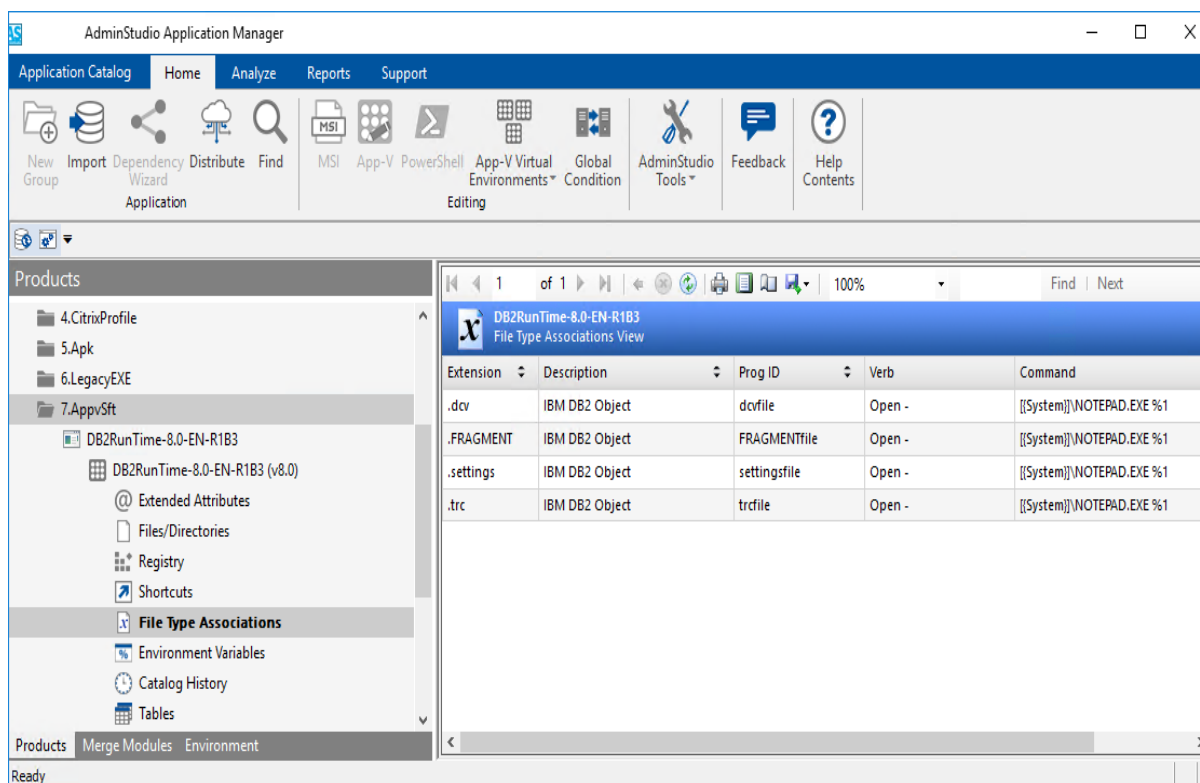 AS AdminStudio Application Manager
Application Catalog Home Analyze Reports Support
MSI
New Group Import Dependency Wizard Distribute Find MSI App-V PowerShell App-V Virtual Environments Global Condition AdminStudio Tools Feedback Help Contents
Application Editing
Products
1 of 1 100% Find | Next
4.CitrixProfile
5.Apk
6.LegacyEXE
7.AppvSft
DB2RunTime-8.0-EN-R1B3
DB2RunTime-8.0-EN-R1B3 (v8.0)
Extended Attributes
Files/Directories
Registry
Shortcuts
File Type Associations
Environment Variables
Catalog History
Tables
Products Merge Modules Environment
DB2RunTime-8.0-EN-R1B3
File Type Associations View
Extension Description Prog ID Verb Command
.dcv IBM DB2 Object dcvfile Open - [{System}]\NOTEPAD.EXE %1
.FRAGMENT IBM DB2 Object FRAGMENTfile Open - [{System}]\NOTEPAD.EXE %1
.settings IBM DB2 Object settingsfile Open - [{System}]\NOTEPAD.EXE %1
.trc IBM DB2 Object trcfile Open - [{System}]\NOTEPAD.EXE %1
Ready